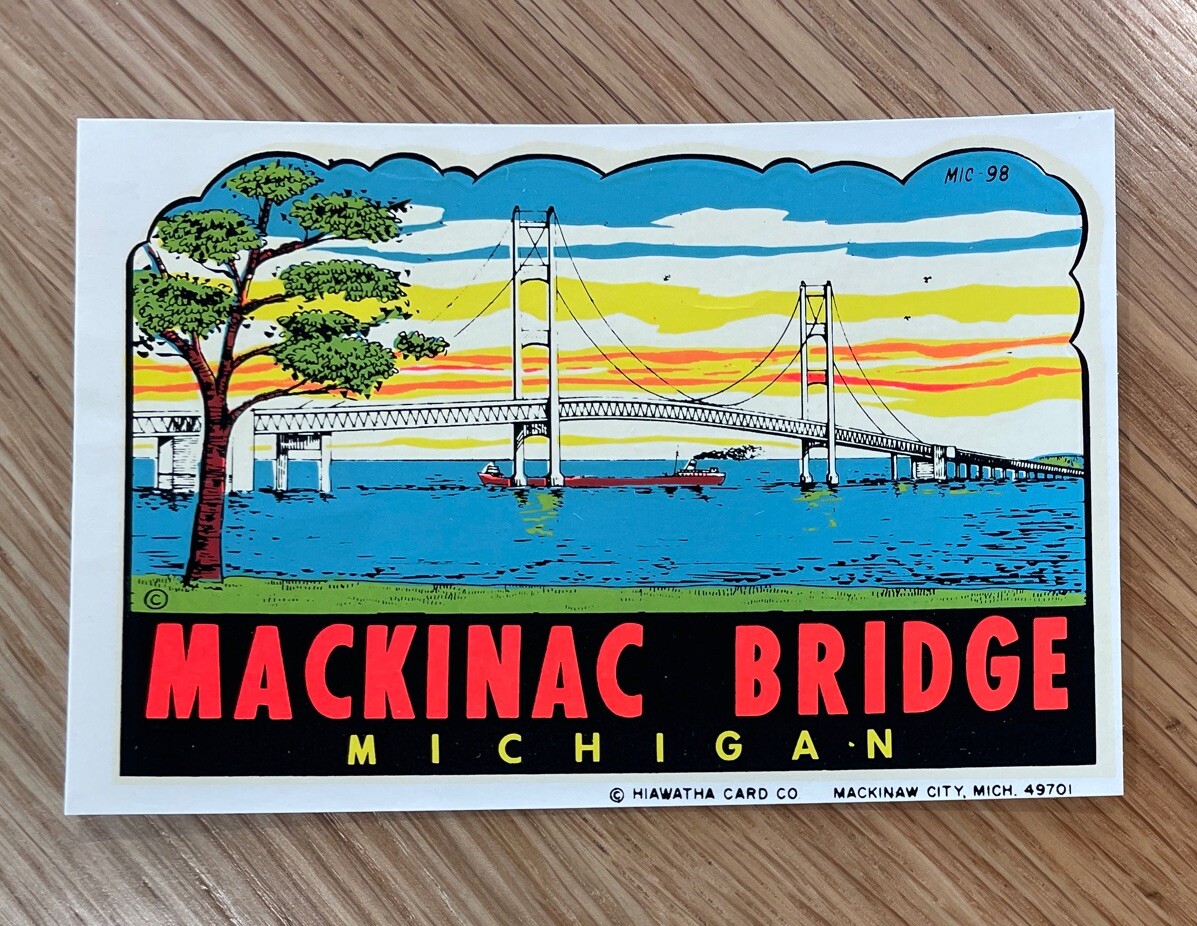 MIC-98
©
MACKINAC BRIDGE
MICHIGAN
© HIAWATHA CARD CO MACKINAW CITY, MICH. 49701